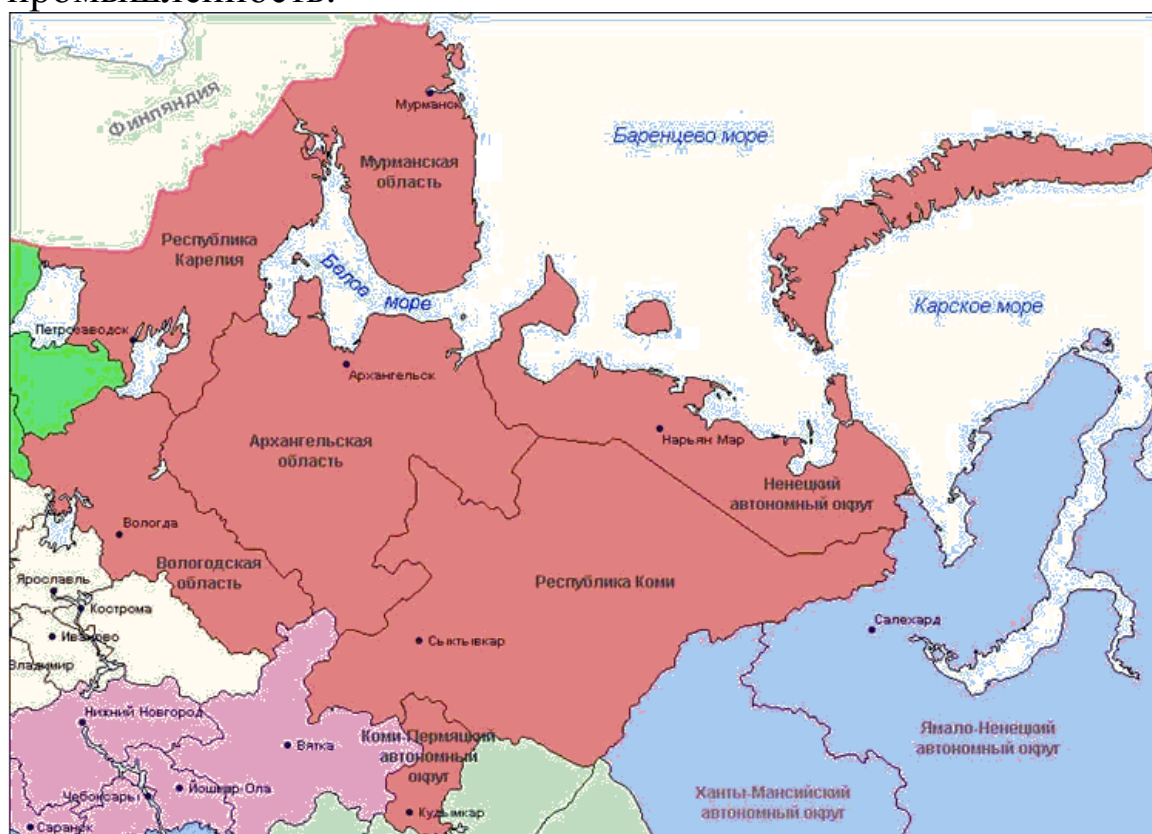 промышленность.
Финляндия
Мурманск
Баренцево море
Мурманская
область
Республика
Карелия
Белое море
Карское море
Петрозаводск
Архангельск
Архангельская
область
Нарьян Мар
Ненецкий
автономный округ
Вологда
Вологодская
область
Республика Коми
Ярославль
Кострома
Иваново
Владимир
Сыктывкар
Салехард
Нижний Новгород
Вятка
Коми-Пермяцкий
автономный
округ
Ямало-Ненецкий
автономный округ
Йошкар-Ола
Чебоксары
Ханты-Мансийский
автономный округ
Кудымкар
Саранск